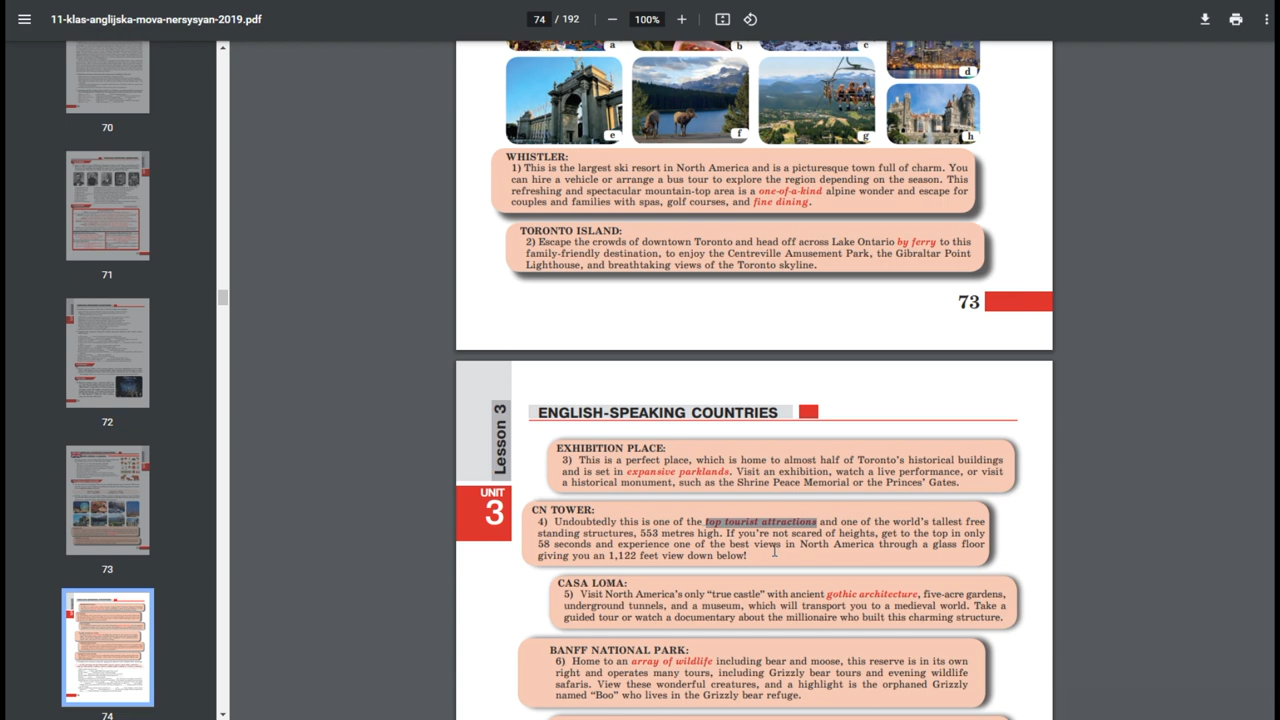 11-klas-anglijska-mova-nersysyan-2019.pdf
74 / 192
100%
70
71
72
73
74
a
b
c
d
e
f
g
h
WHISTLER:
1) This is the largest ski resort in North America and is a picturesque town full of charm. You
can hire a vehicle or arrange a bus tour to explore the region depending on the season. This
refreshing and spectacular mountain-top area is a one-of-a-kind alpine wonder and escape for
couples and families with spas, golf courses, and fine dining.
TORONTO ISLAND:
2) Escape the crowds of downtown Toronto and head off across Lake Ontario by ferry to this
family-friendly destination, to enjoy the Centreville Amusement Park, the Gibraltar Point
Lighthouse, and breathtaking views of the Toronto skyline.
73
Lesson 3
UNIT
3
ENGLISH-SPEAKING COUNTRIES
EXHIBITION PLACE:
3) This is a perfect place, which is home to almost half of Toronto's historical buildings
and is set in expansive parklands. Visit an exhibition, watch a live performance, or visit
a historical monument, such as the Shrine Peace Memorial or the Princes' Gates.
CN TOWER:
4) Undoubtedly this is one of the top tourist attractions and one of the world's tallest free
standing structures, 553 metres high. If you're not scared of heights, get to the top in only
58 seconds and experience one of the best views in North America through a glass floor
giving you an 1,122 feet view down below!
CASA LOMA:
5) Visit North America's only "true castle" with ancient gothic architecture, five-acre gardens,
underground tunnels, and a museum, which will transport you to a medieval world. Take a
guided tour or watch a documentary about the millionaire who built this charming structure.
BANFF NATIONAL PARK:
6) Home to an array of wildlife including bear and moose, this reserve is in its own
right and operates many tours, including Grizzly bear tours and evening wildlife
safaris. View these wonderful creatures, and a highlight is the orphaned Grizzly
named "Boo" who lives in the Grizzly bear refuge.